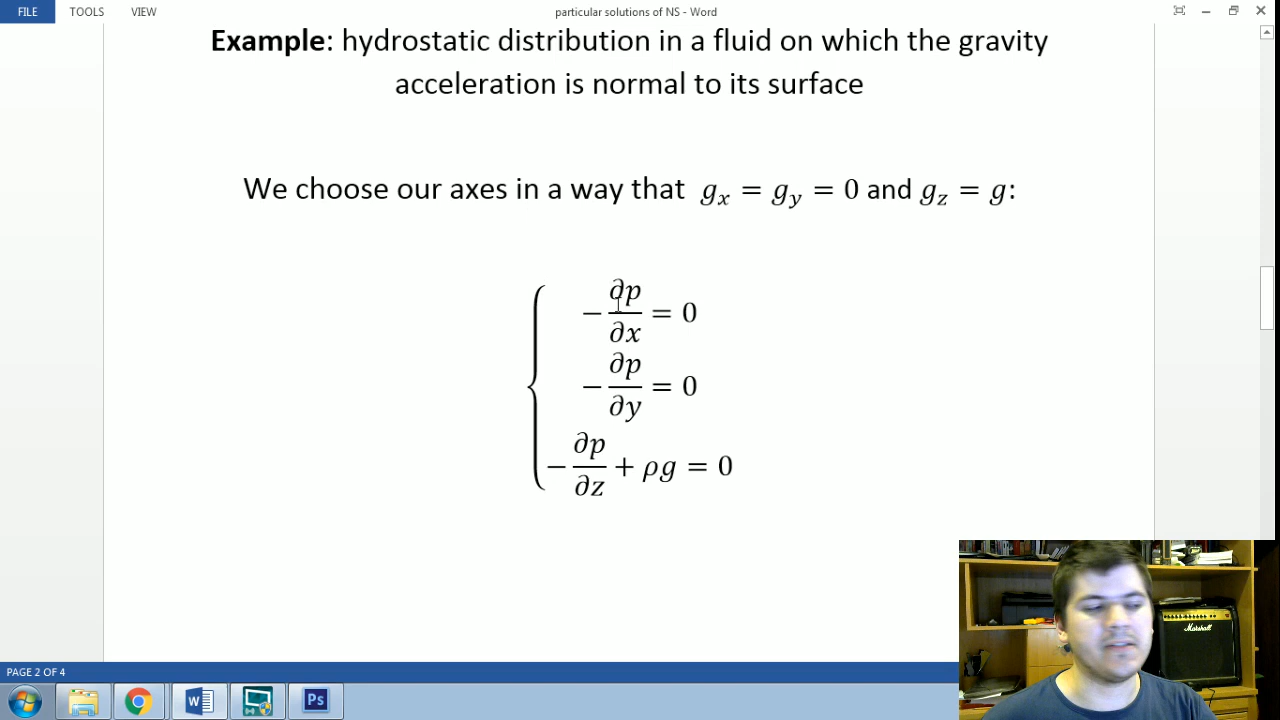 FILE TOOLS VIEW particular solutions of NS - Word
Example: hydrostatic distribution in a fluid on which the gravity
acceleration is normal to its surface
We choose our axes in a way that g_x = g_y = 0 and g_z = g:
−∂p/∂x = 0
−∂p/∂y = 0
−∂p/∂z + ρg = 0
Marshall
PAGE 2 OF 4
W Ps